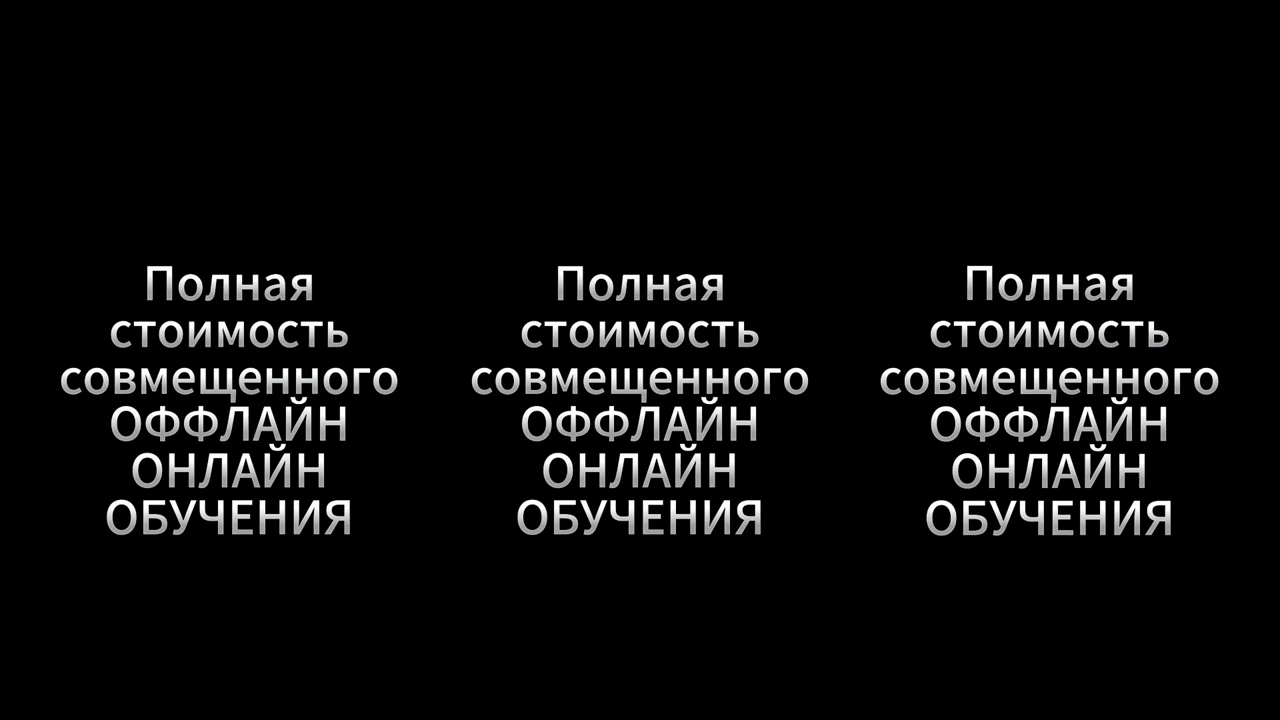 Полная
стоимость
совмещенного
ОФФЛАЙН
ОНЛАЙН
ОБУЧЕНИЯ
Полная
стоимость
совмещенного
ОФФЛАЙН
ОНЛАЙН
ОБУЧЕНИЯ
Полная
стоимость
совмещенного
ОФФЛАЙН
ОНЛАЙН
ОБУЧЕНИЯ